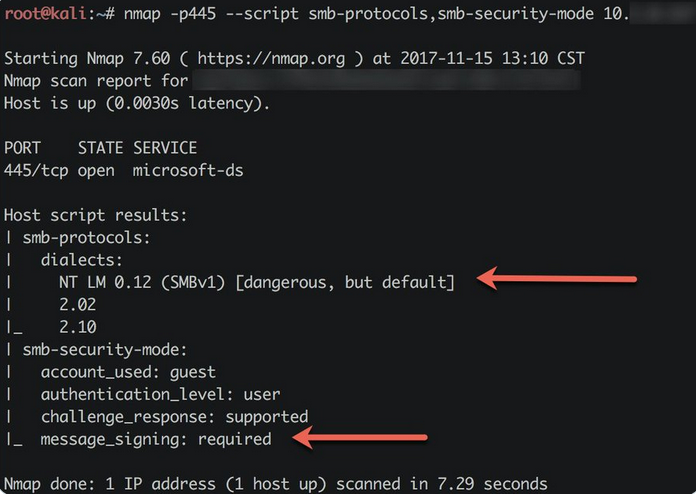 root@kali:~# nmap -p445 --script smb-protocols,smb-security-mode 10.
Starting Nmap 7.60 ( https://nmap.org ) at 2017-11-15 13:10 CST
Nmap scan report for
Host is up (0.0030s latency).
PORT    STATE SERVICE
445/tcp open  microsoft-ds
Host script results:
| smb-protocols:
|   dialects:
|     NT LM 0.12 (SMBv1) [dangerous, but default]
|     2.02
|_    2.10
| smb-security-mode:
|   account_used: guest
|   authentication_level: user
|   challenge_response: supported
|_  message_signing: required
Nmap done: 1 IP address (1 host up) scanned in 7.29 seconds